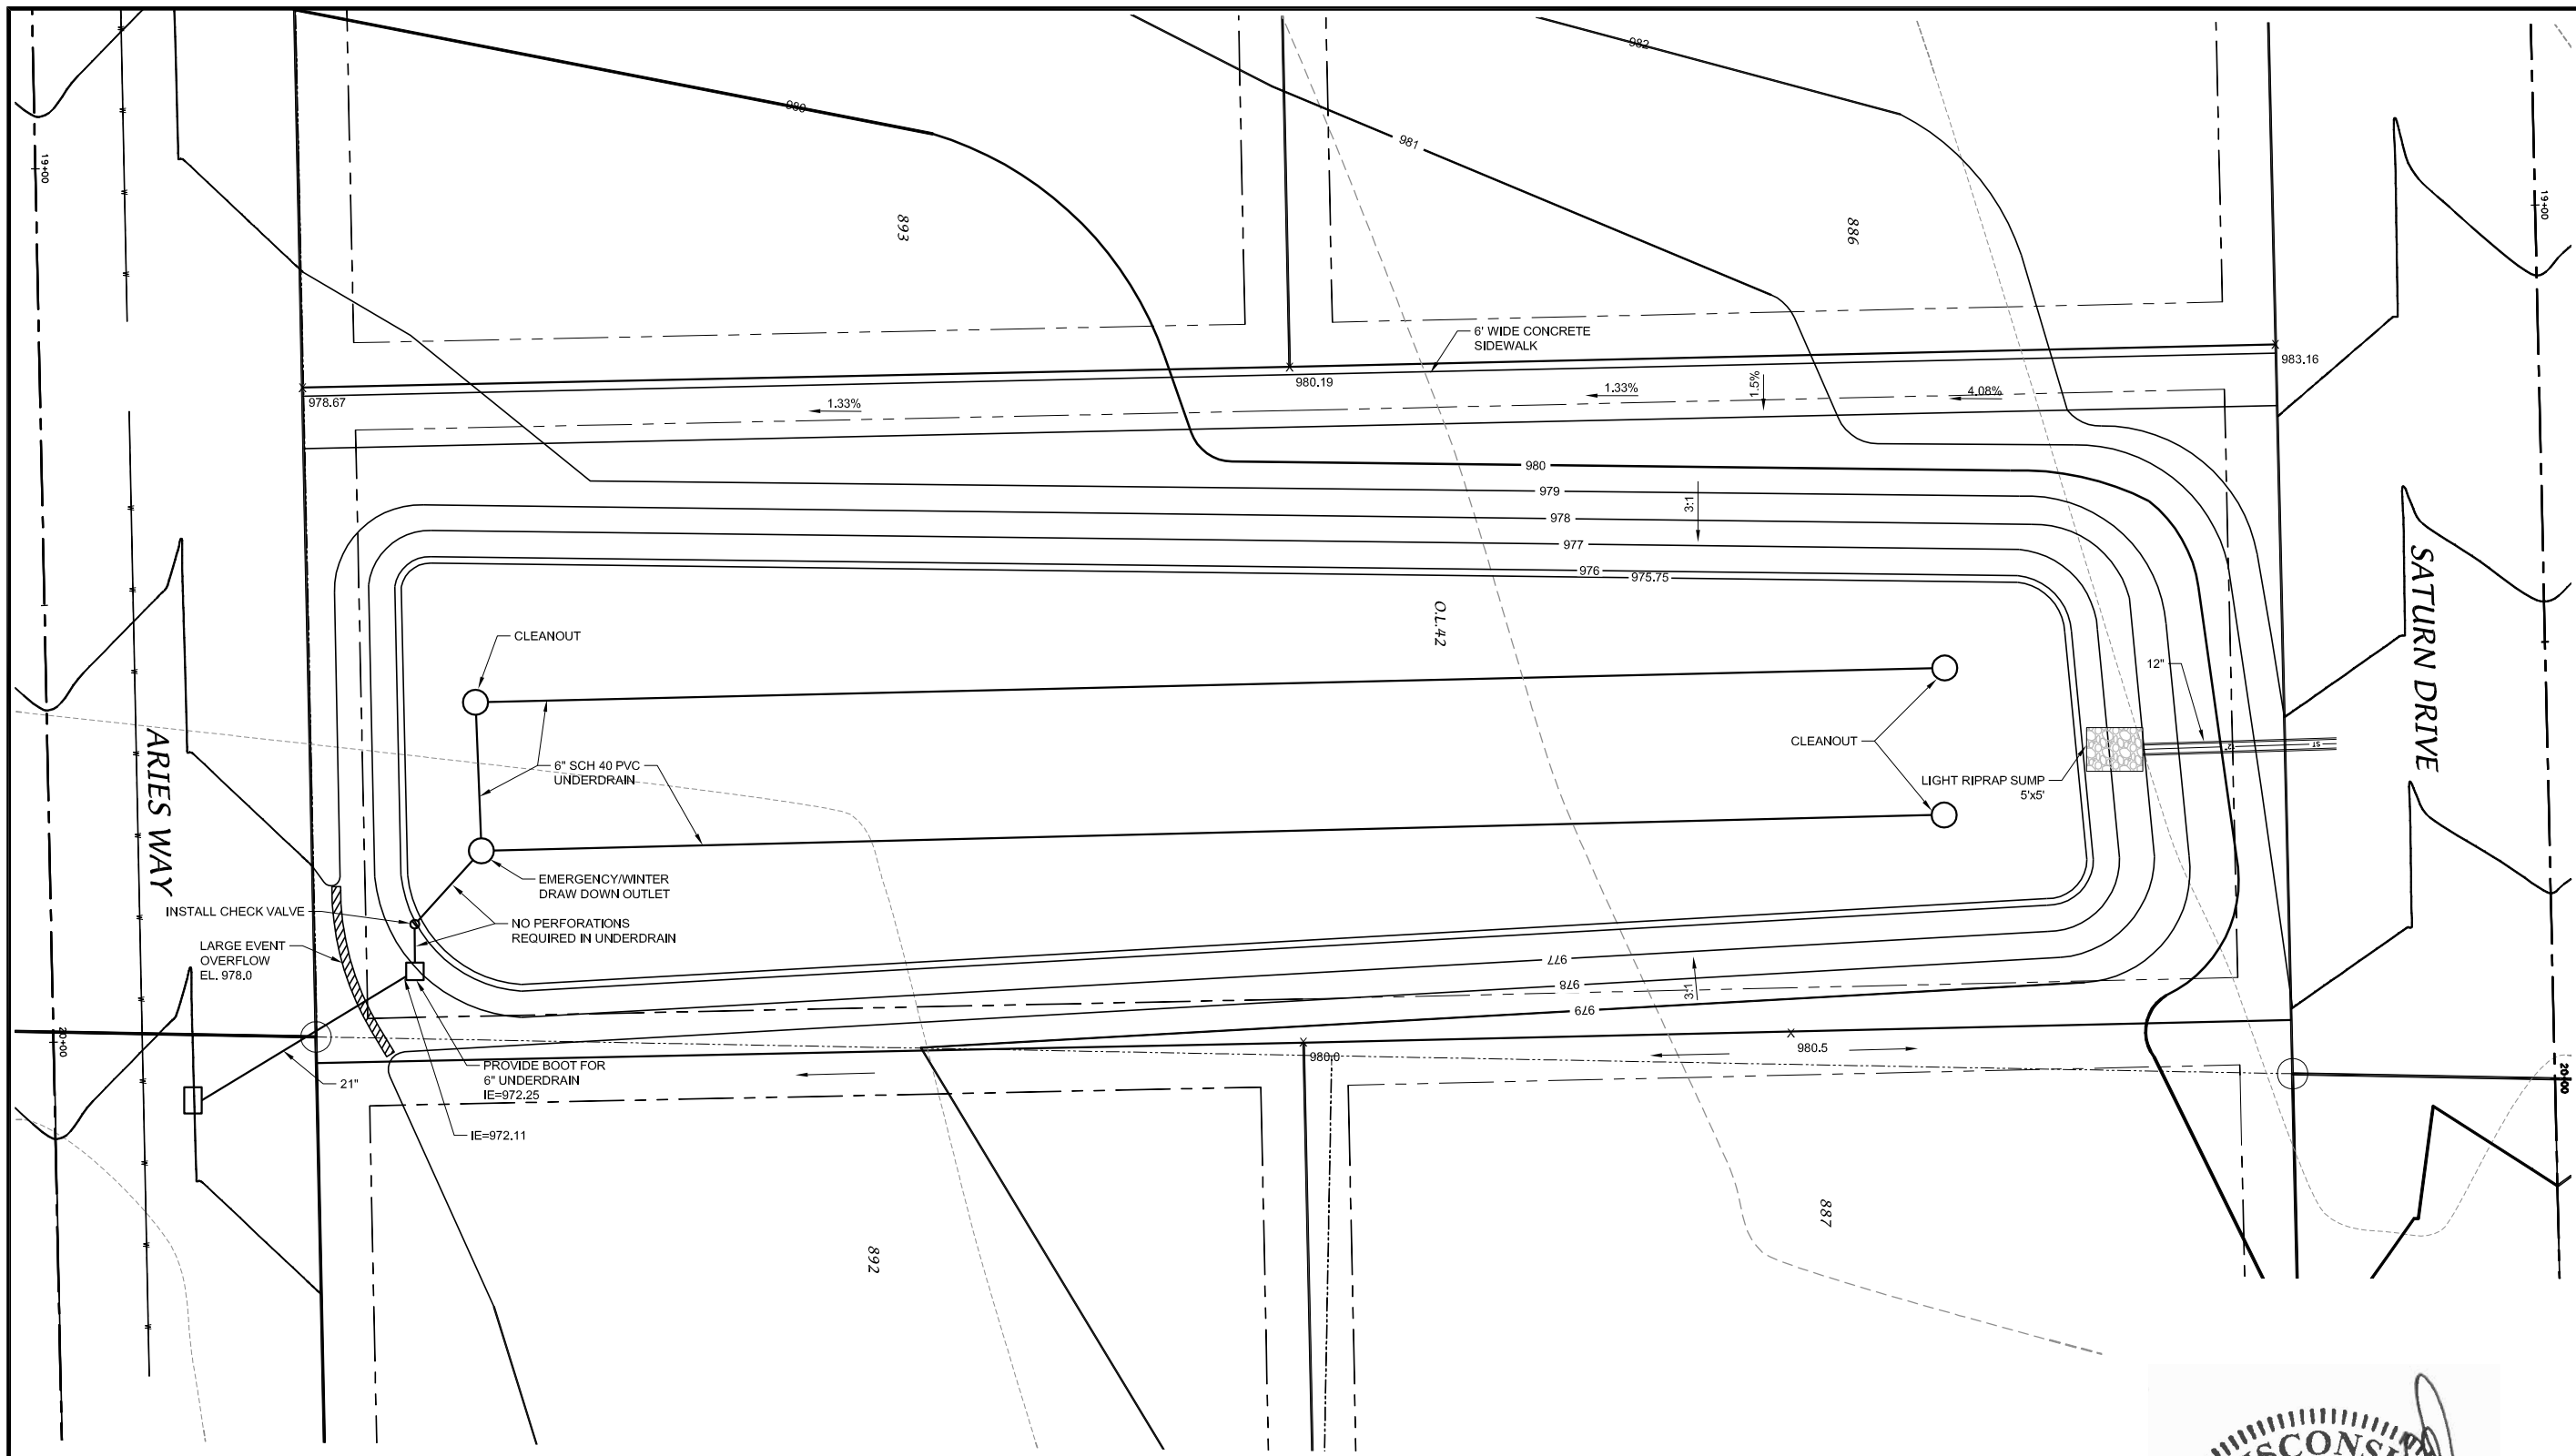 982
980
981
19+00
19+00
893
886
6' WIDE CONCRETE
SIDEWALK
983.16
980.19
978.67
1.33%
1.33%
1.5%
4.08%
980
979
978
977
976
975.75
3:1
O.L.42
SATURN DRIVE
ARIES WAY
CLEANOUT
12"
12"
ST
CLEANOUT
6" SCH 40 PVC
UNDERDRAIN
LIGHT RIPRAP SUMP
5'x5'
EMERGENCY/WINTER
DRAW DOWN OUTLET
INSTALL CHECK VALVE
NO PERFORATIONS
REQUIRED IN UNDERDRAIN
LARGE EVENT
OVERFLOW
EL. 978.0
977
978
979
3:1
980.0
980.5
20+00
20+00
21"
PROVIDE BOOT FOR
6" UNDERDRAIN
IE=972.25
IE=972.11
892
887